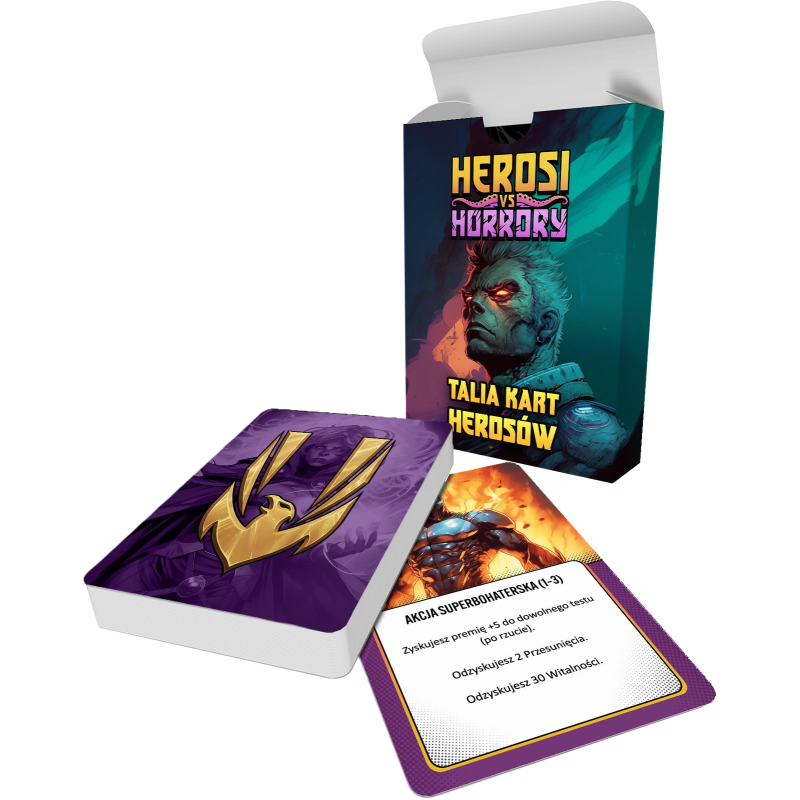 HEROSI
VS
HORRORY
TALIA KART
HEROSÓW
AKCJA SUPERBOHATERSKA (1-3)
Zyskujesz premię +5 do dowolnego testu
(po rzucie).
Odzyskujesz 2 Przesunięcia.
Odzyskujesz 30 Witalności.